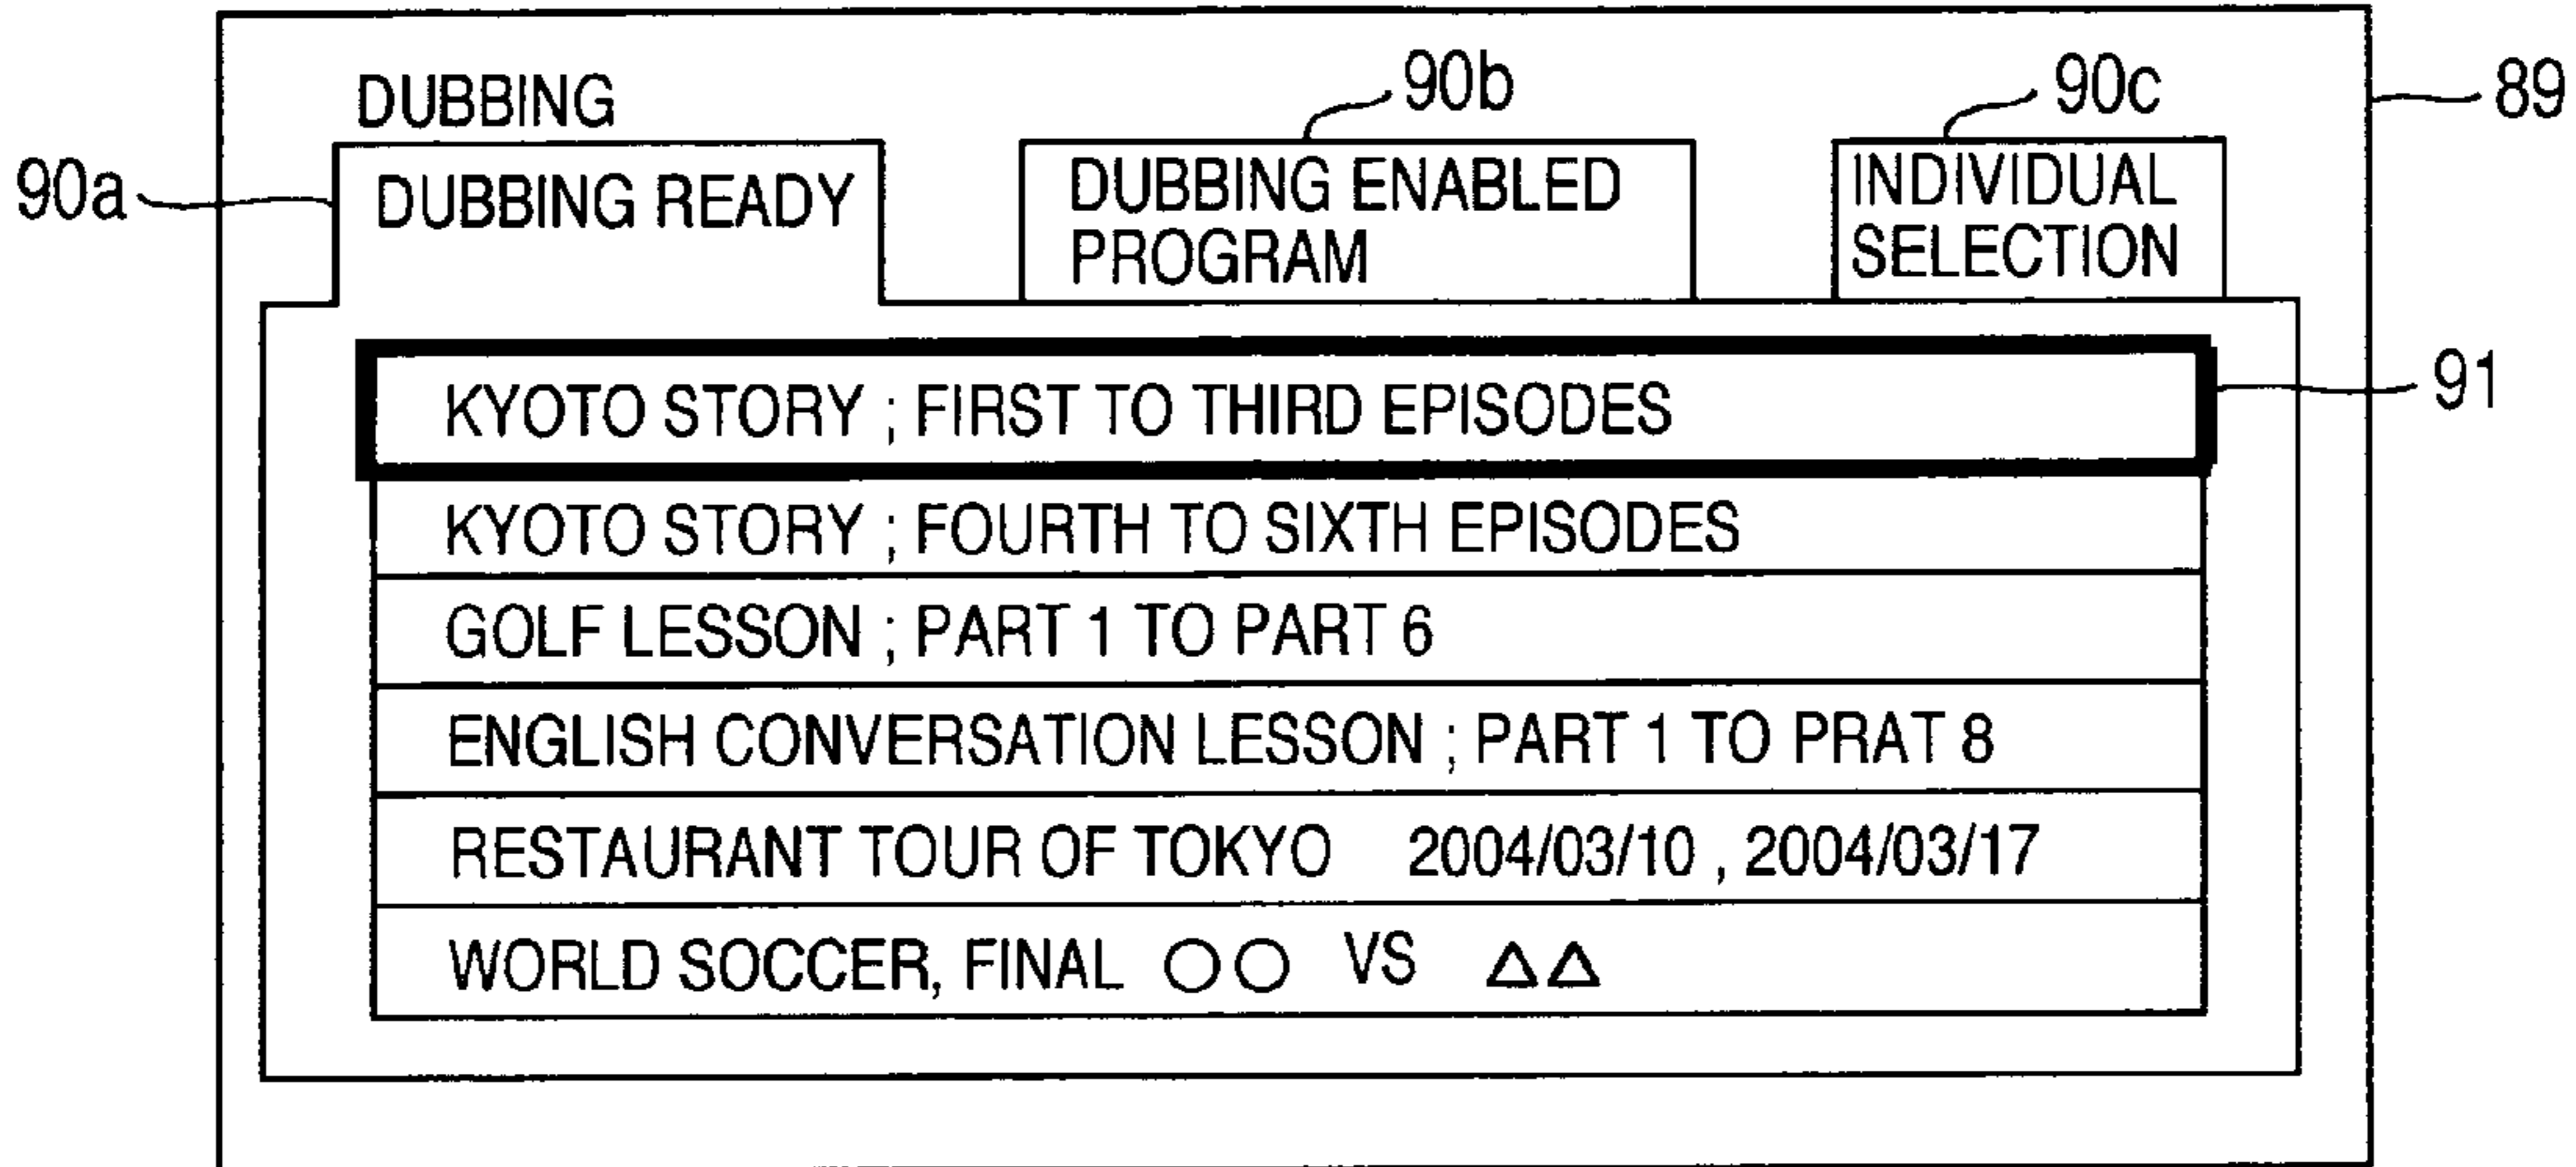 DUBBING
90a
DUBBING READY
90b
DUBBING ENABLED
PROGRAM
90c
INDIVIDUAL
SELECTION
89
KYOTO STORY ; FIRST TO THIRD EPISODES
91
KYOTO STORY ; FOURTH TO SIXTH EPISODES
GOLF LESSON ; PART 1 TO PART 6
ENGLISH CONVERSATION LESSON ; PART 1 TO PRAT 8
RESTAURANT TOUR OF TOKYO 2004/03/10 , 2004/03/17
WORLD SOCCER, FINAL ○○ VS △△